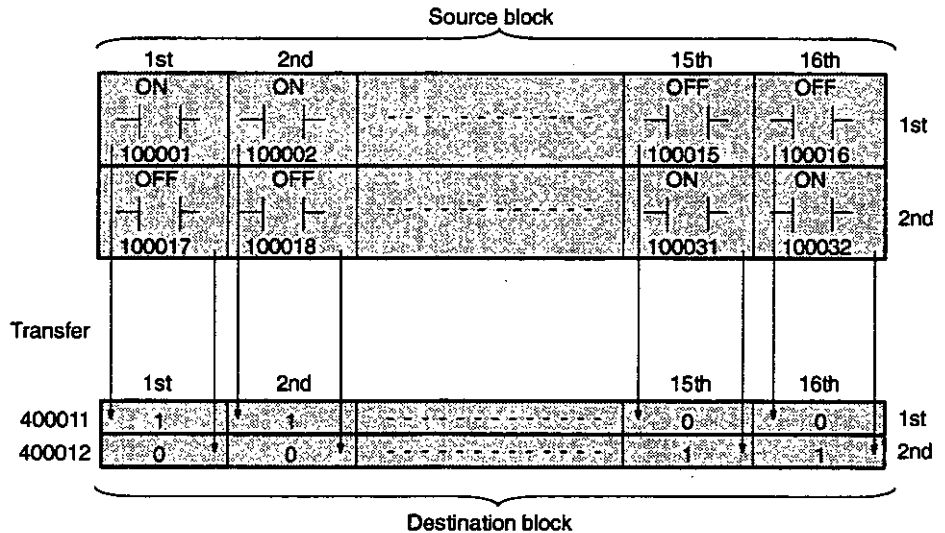 Source block
1st 2nd 15th 16th
ON ON OFF OFF
1st
100001 100002 100015 100016
OFF OFF ON ON
2nd
100017 100018 100031 100032
Transfer
1st 2nd 15th 16th
400011 1 1 0 0 1st
400012 0 0 1 1 2nd
Destination block